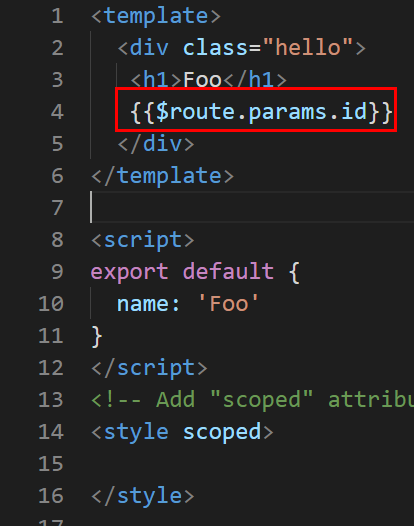 1 <template>
2 <div class="hello">
3 <h1>Foo</h1>
4 {{$route.params.id}}
5 </div>
6 </template>
7
8 <script>
9 export default {
10 name: 'Foo'
11 }
12 </script>
13 <!-- Add "scoped" attribu
14 <style scoped>
15
16 </style>
17